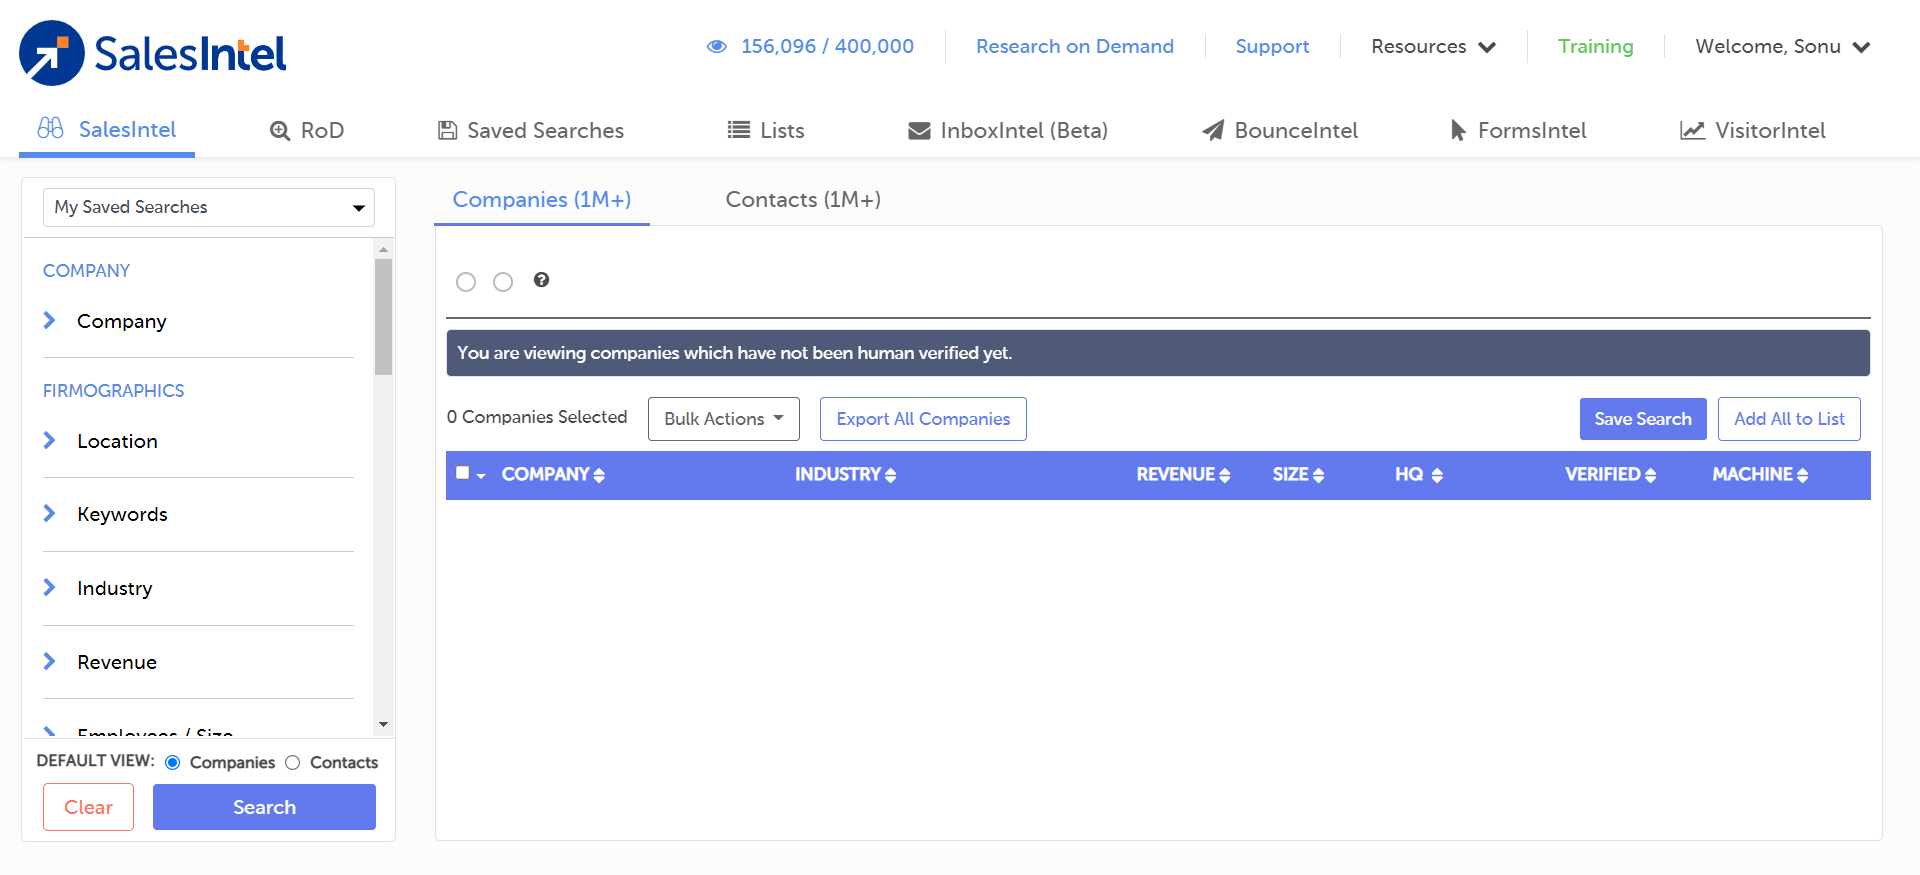 SalesIntel
156,096 / 400,000
Research on Demand
Support
Resources
Training
Welcome, Sonu
SalesIntel
RoD
Saved Searches
Lists
InboxIntel (Beta)
BounceIntel
FormsIntel
VisitorIntel
My Saved Searches
COMPANY
Company
FIRMOGRAPHICS
Location
Keywords
Industry
Revenue
Employees / Size
DEFAULT VIEW: Companies Contacts
Clear
Search
Companies (1M+)
Contacts (1M+)
You are viewing companies which have not been human verified yet.
0 Companies Selected
Bulk Actions
Export All Companies
Save Search
Add All to List
COMPANY
INDUSTRY
REVENUE
SIZE
HQ
VERIFIED
MACHINE